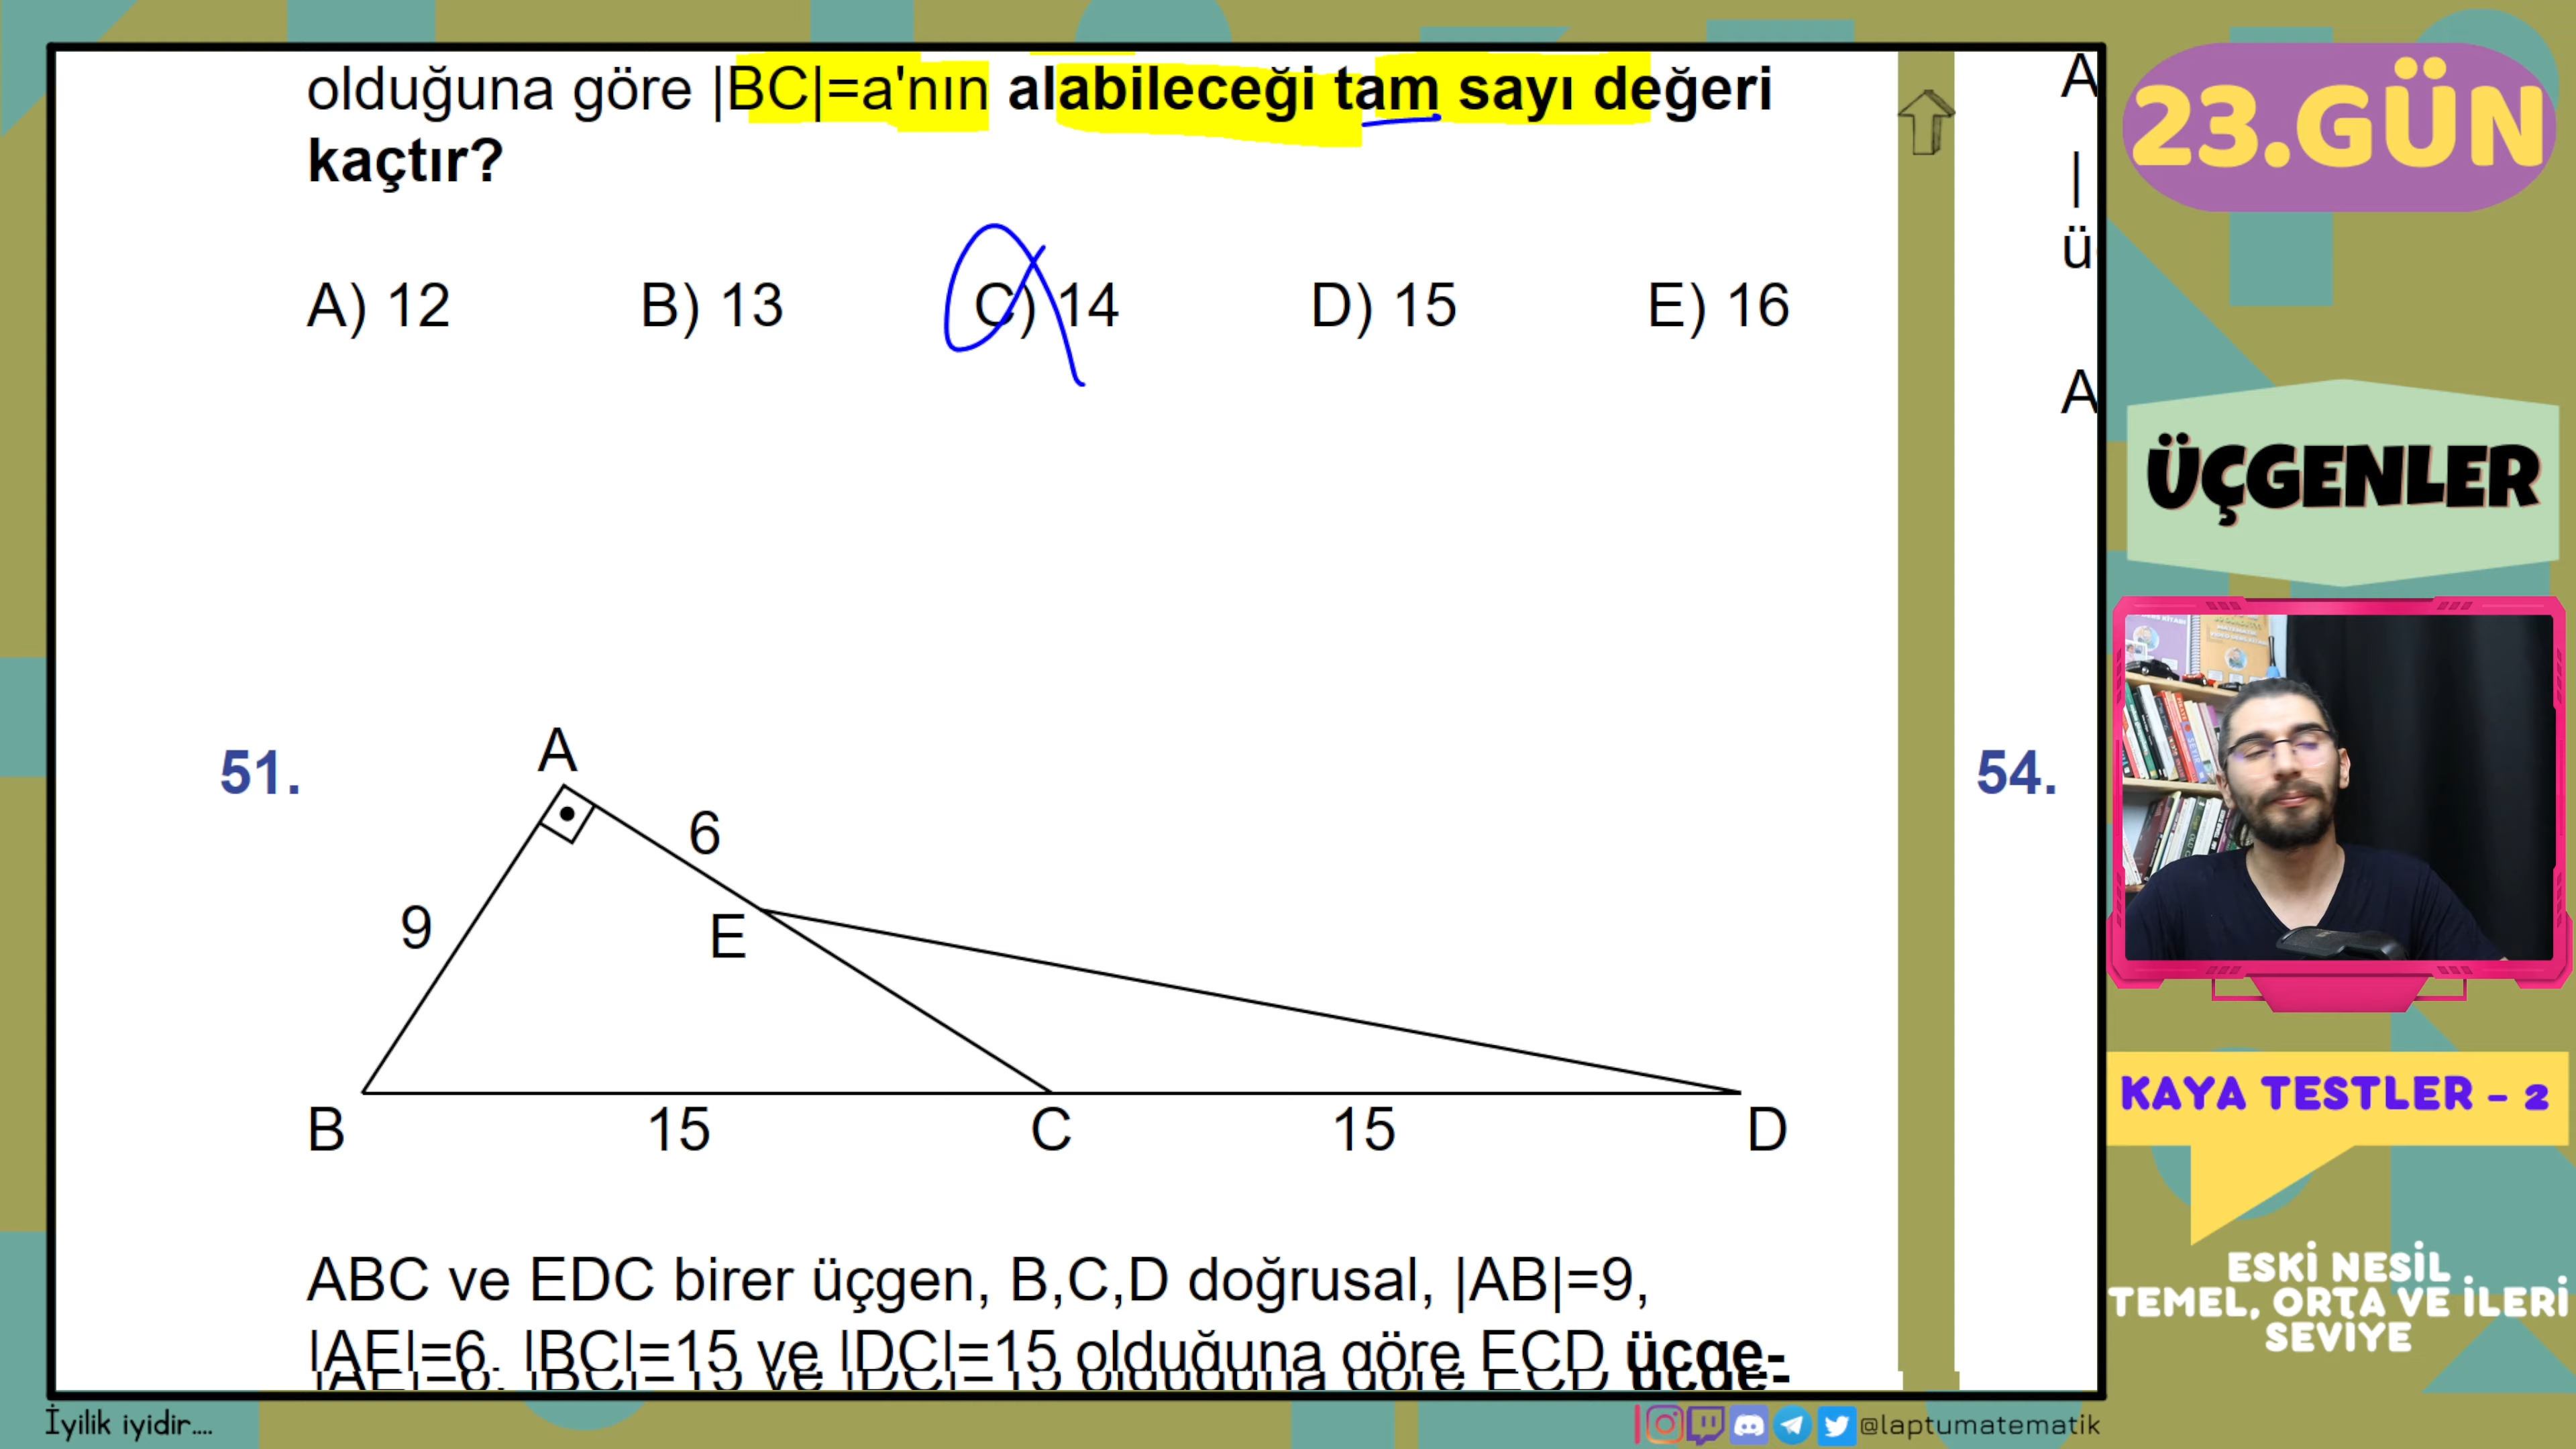 olduğuna göre |BC|=a'nın alabileceği tam sayı değeri
kaçtır?
A) 12 B) 13 C) 14 D) 15 E) 16
51.
A
6
9
E
B 15 C 15 D
ABC ve EDC birer üçgen, B,C,D doğrusal, |AB|=9,
|AE|=6, |BC|=15 ve |DC|=15 olduğuna göre ECD üçge-
A
|
ü
A
54.
23.GÜN
ÜÇGENLER
KAYA TESTLER - 2
ESKİ NESİL
TEMEL, ORTA VE İLERİ
SEVİYE
İyilik iyidir....
@laptumatematik